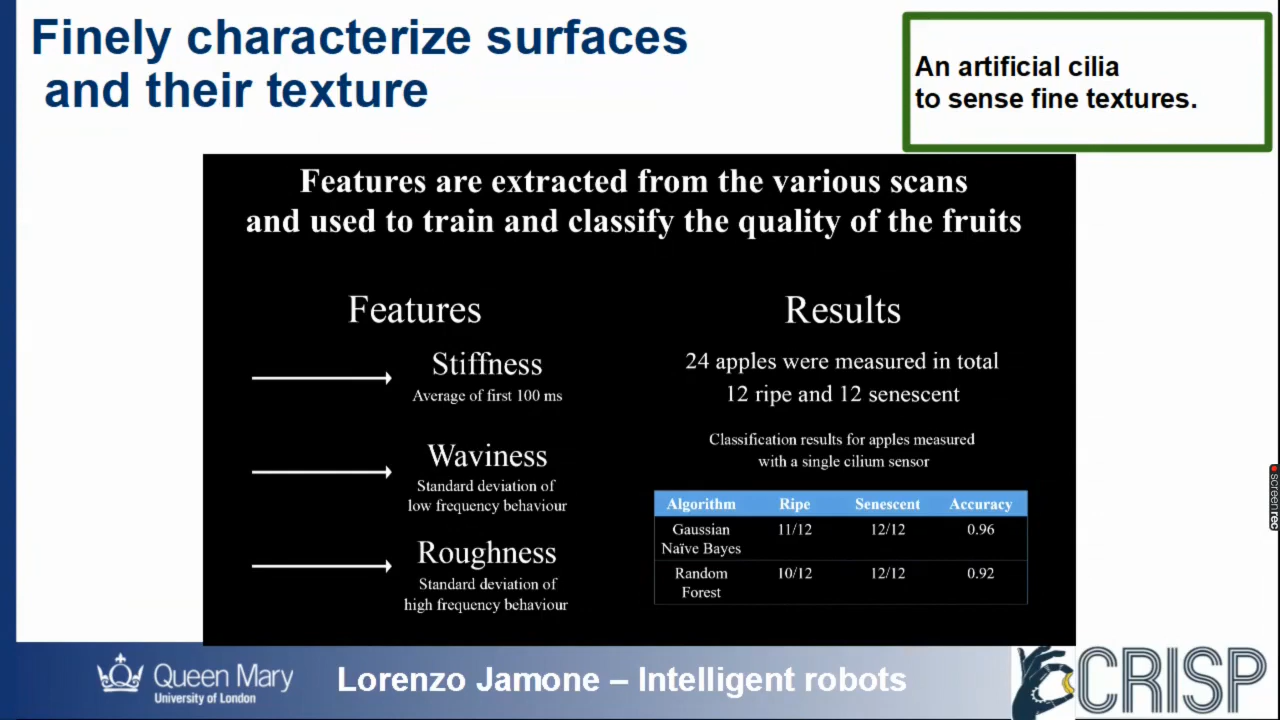 Finely characterize surfaces
and their texture
An artificial cilia
to sense fine textures.
Features are extracted from the various scans
and used to train and classify the quality of the fruits
Features
Stiffness
Average of first 100 ms
Waviness
Standard deviation of
low frequency behaviour
Roughness
Standard deviation of
high frequency behaviour
Results
24 apples were measured in total
12 ripe and 12 senescent
Classification results for apples measured
with a single cilium sensor
Algorithm Ripe Senescent Accuracy
Gaussian Naïve Bayes 11/12 12/12 0.96
Random Forest 10/12 12/12 0.92
screenrec
Queen Mary
University of London
Lorenzo Jamone – Intelligent robots
CRISP